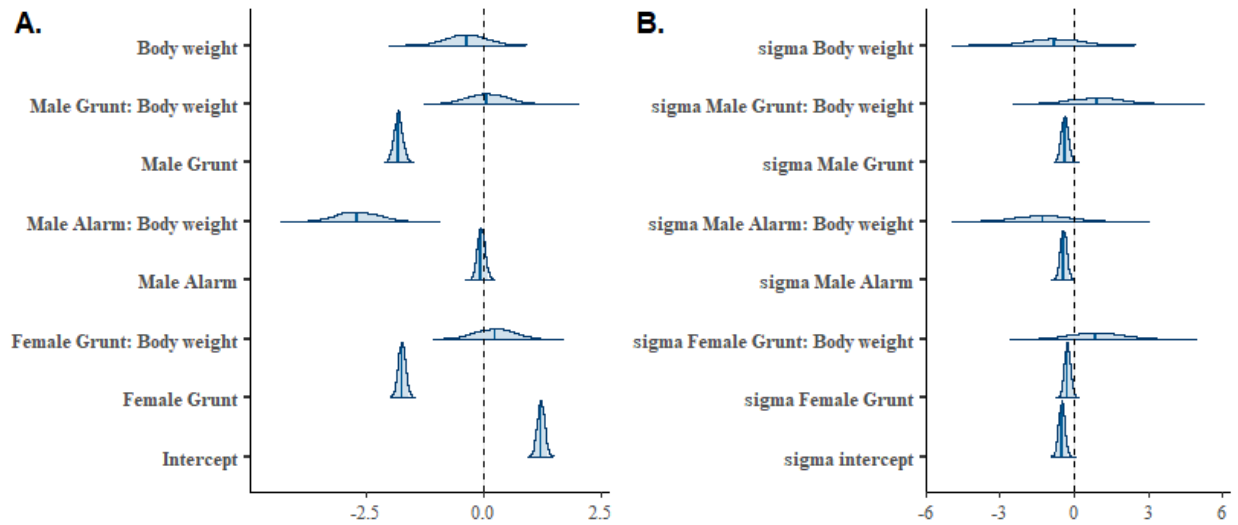 A.
Body weight
Male Grunt: Body weight
Male Grunt
Male Alarm: Body weight
Male Alarm
Female Grunt: Body weight
Female Grunt
Intercept
-2.5 0.0 2.5
B.
sigma Body weight
sigma Male Grunt: Body weight
sigma Male Grunt
sigma Male Alarm: Body weight
sigma Male Alarm
sigma Female Grunt: Body weight
sigma Female Grunt
sigma intercept
-6 -3 0 3 6